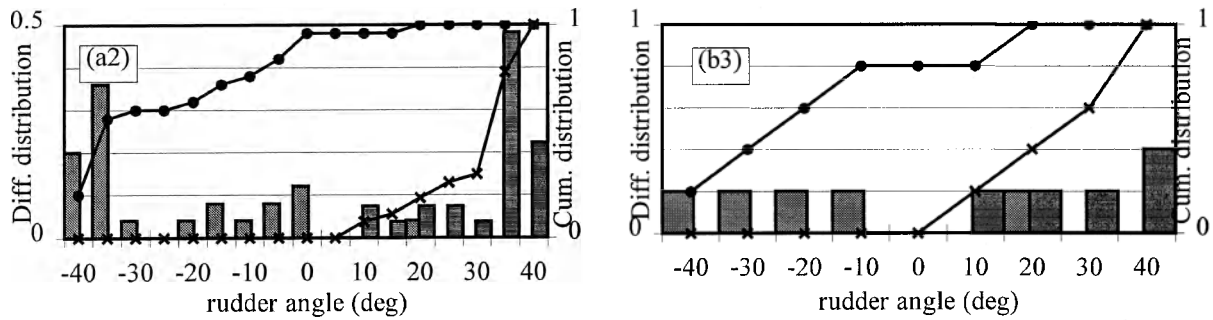 0.5
(a2)
1
Diff. distribution
Cum. distribution
0
0
-40 -30 -20 -10 0 10 20 30 40
rudder angle (deg)
1
(b3)
1
Diff. distribution
Cum. distribution
0
0
-40 -30 -20 -10 0 10 20 30 40
rudder angle (deg)